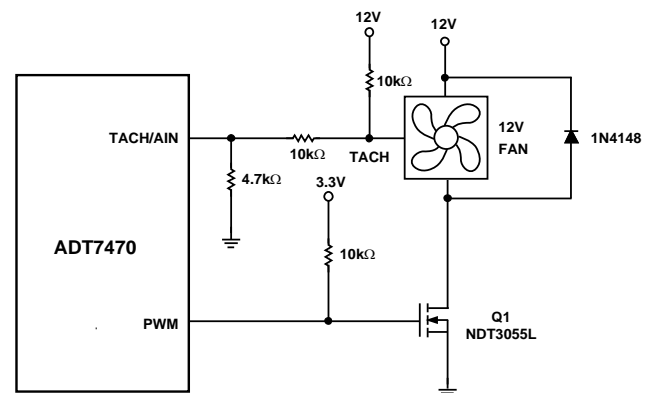 12V
12V
10kΩ
TACH/AIN
10kΩ
TACH
12V
FAN
1N4148
4.7kΩ
3.3V
ADT7470
10kΩ
PWM
Q1
NDT3055L